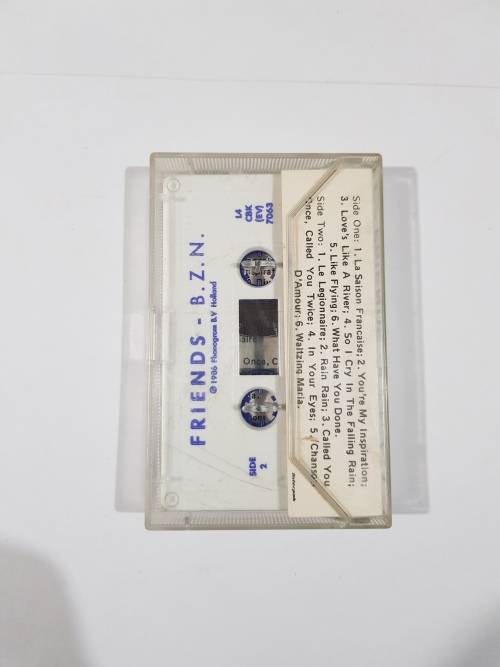 Side One: 1. La Saison Francaise; 2. You're My Inspiration;
3. Love's Like A River; 4. So I Cry In The Falling Rain;
5. Like Flying; 6. What Have You Done.
Side Two: 1. Le Legionnaire; 2. Rain Rain; 3. Called You
Once, Called You Twice; 4. In Your Eyes; 5. Chanson
D'Amour; 6. Waltzing Maria.
L4
CBK
(EV)
7063
SIDE
2
FRIENDS - B.Z.N.
℗ 1986 Phonogram B.V Holland